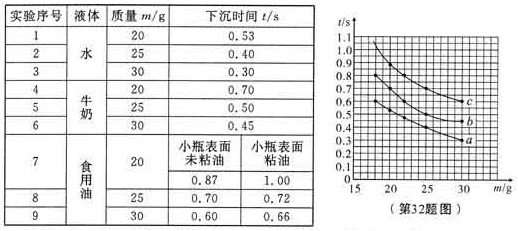 实验序号 液体 质量 m/g 下沉时间 t/s
1 水 20 0.53
2 25 0.40
3 30 0.30
4 牛奶 20 0.70
5 25 0.50
6 30 0.45
7 食用油 20 小瓶表面未粘油 小瓶表面粘油
0.87 1.00
8 25 0.70 0.72
9 30 0.60 0.66
t/s
1.1
1.0
0.9
0.8
0.7
0.6
0.5
0.4
0.3
0.2
0.1
0
c
b
a
15 20 25 30 35 m/g
（第32题图）